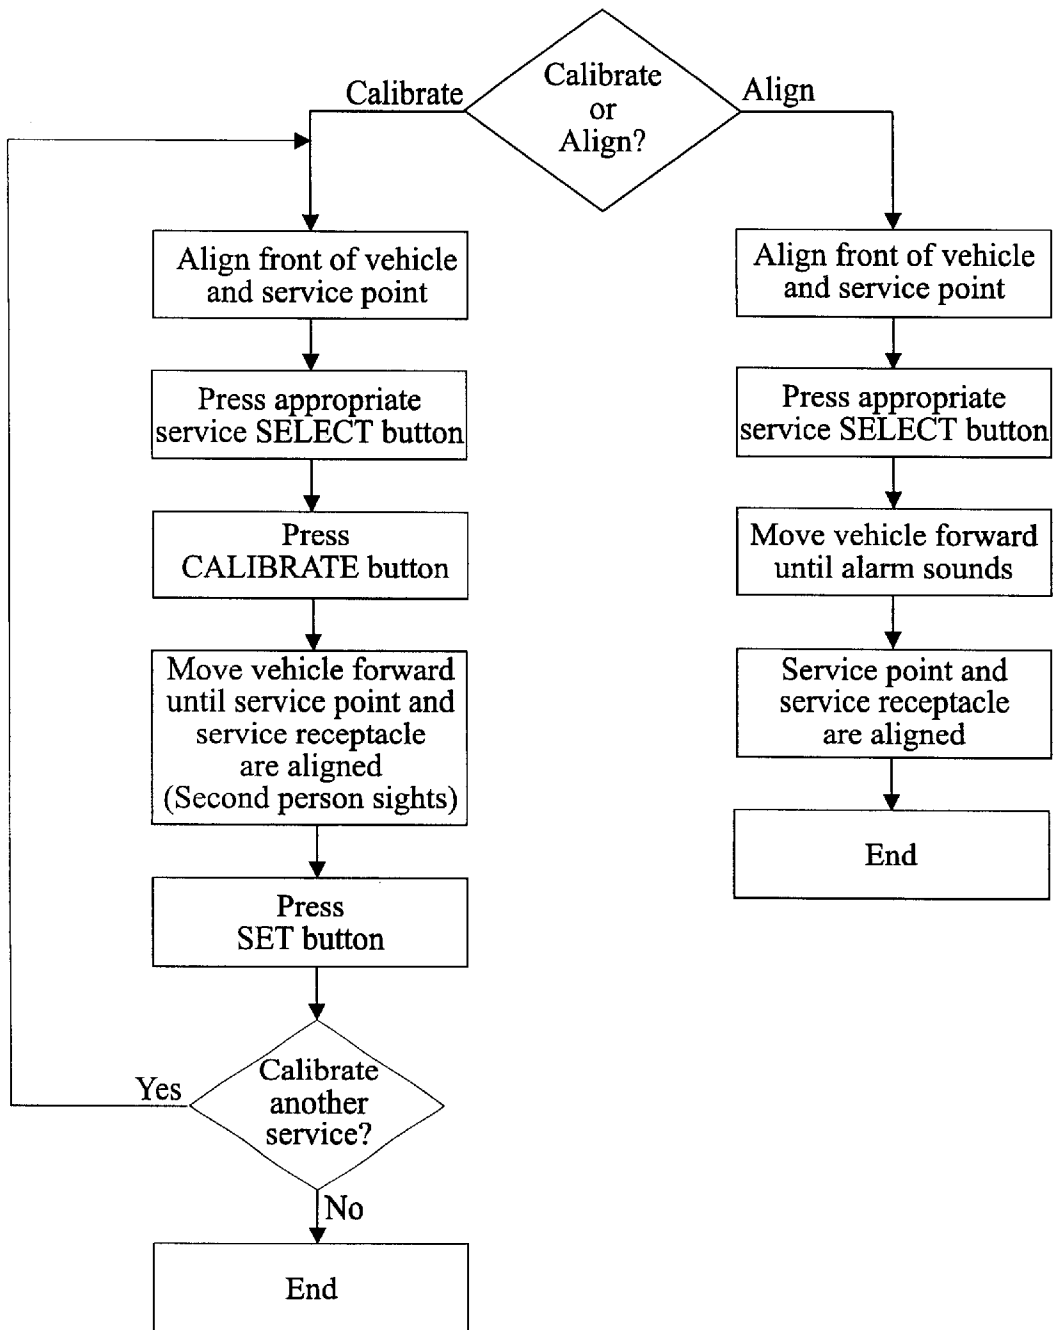 Calibrate
or
Align?
Calibrate
Align
Align front of vehicle
and service point
Press appropriate
service SELECT button
Press
CALIBRATE button
Move vehicle forward
until service point and
service receptacle
are aligned
(Second person sights)
Press
SET button
Calibrate
another
service?
Yes
No
End
Align front of vehicle
and service point
Press appropriate
service SELECT button
Move vehicle forward
until alarm sounds
Service point and
service receptacle
are aligned
End